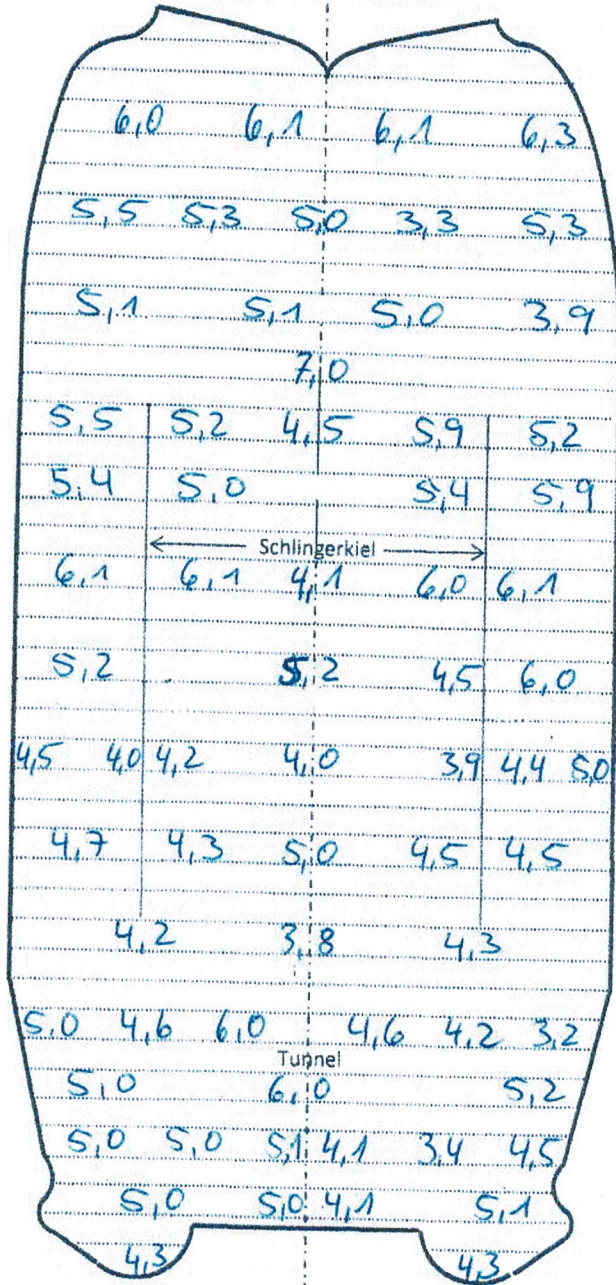 6,0 6,1 6,1 6,3
5,5 5,3 5,0 3,3 5,3
5,1 5,1 5,0 3,9
7,0
5,5 5,2 4,5 5,9 5,2
5,4 5,0 5,4 5,9
Schlingerkiel
6,1 6,1 4,1 6,0 6,1
5,2 5,2 4,5 6,0
4,5 4,0 4,2 4,0 3,9 4,4 5,0
4,7 4,3 5,0 4,5 4,5
4,2 3,8 4,3
5,0 4,6 6,0 4,6 4,2 3,2
Tunnel
5,0 6,0 5,2
5,0 5,0 5,1 4,1 3,4 4,5
5,0 5,0 4,1 5,1
4,3 4,3